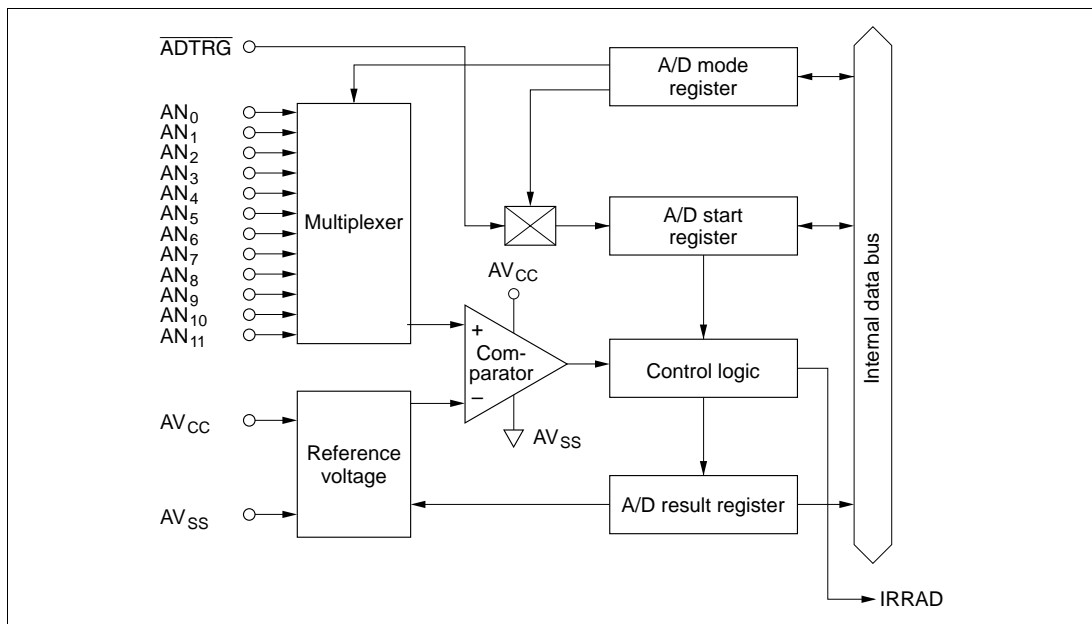 ADTRG
AN0
AN1
AN2
AN3
AN4
AN5
AN6
AN7
AN8
AN9
AN10
AN11
Multiplexer
A/D mode
register
A/D start
register
AVCC
+
Com-
parator
−
AVSS
Control logic
AVCC
AVSS
Reference
voltage
A/D result register
Internal data bus
IRRAD